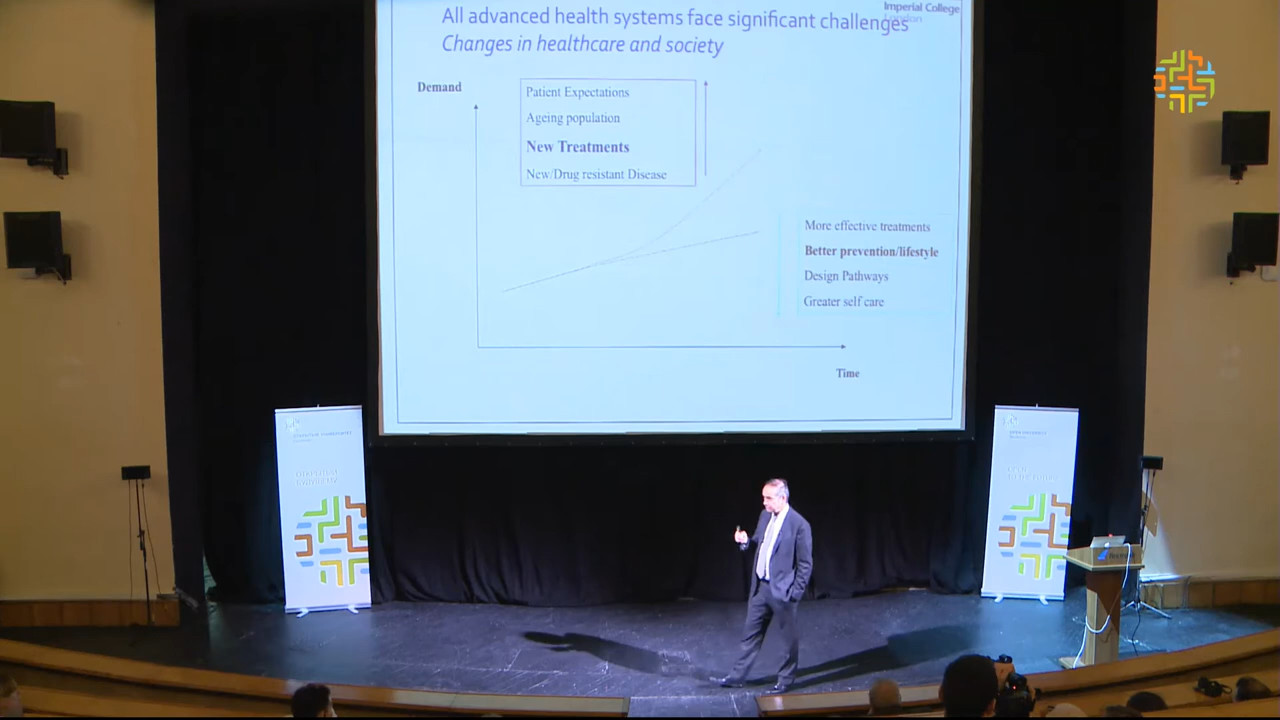 All advanced health systems face significant challenges
Imperial College
London
Changes in healthcare and society
Demand
Patient Expectations
Ageing population
New Treatments
New/Drug resistant Disease
More effective treatments
Better prevention/lifestyle
Design Pathways
Greater self care
Time